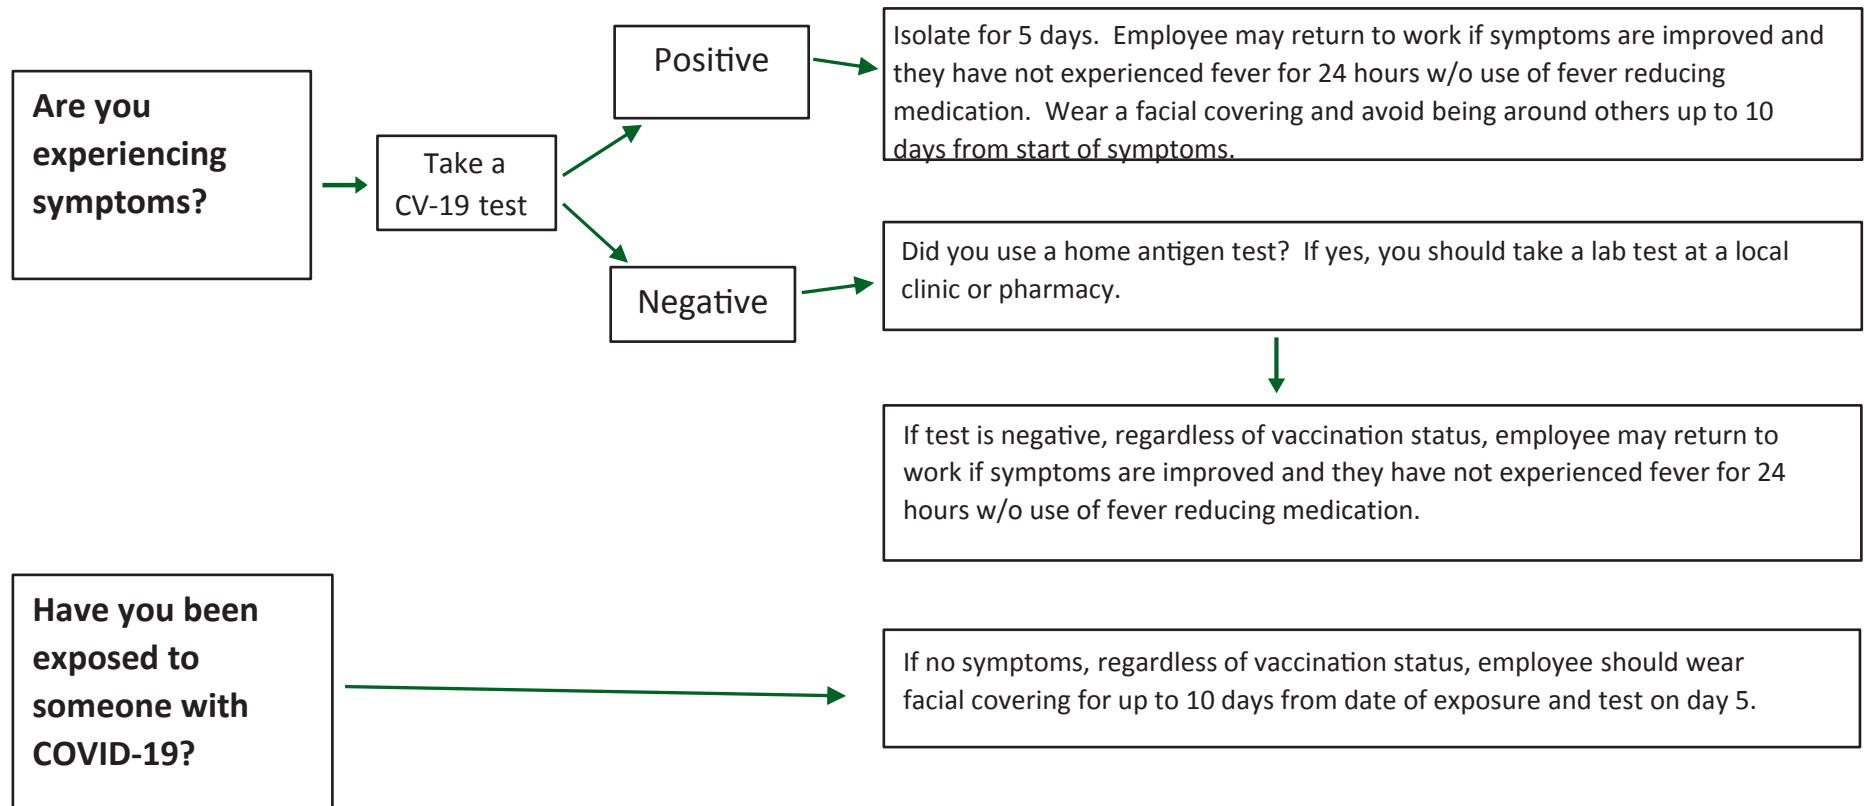 Are you
experiencing
symptoms?
Take a
CV-19 test
Positive
Isolate for 5 days.  Employee may return to work if symptoms are improved and
they have not experienced fever for 24 hours w/o use of fever reducing
medication.  Wear a facial covering and avoid being around others up to 10
days from start of symptoms.
Negative
Did you use a home antigen test?  If yes, you should take a lab test at a local
clinic or pharmacy.
If test is negative, regardless of vaccination status, employee may return to
work if symptoms are improved and they have not experienced fever for 24
hours w/o use of fever reducing medication.
Have you been
exposed to
someone with
COVID-19?
If no symptoms, regardless of vaccination status, employee should wear
facial covering for up to 10 days from date of exposure and test on day 5.